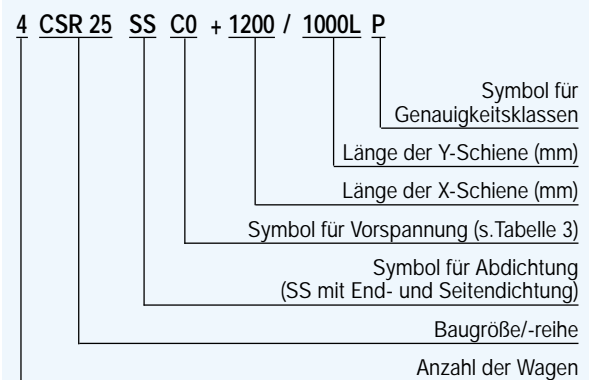 4 CSR 25 SS C0 + 1200 / 1000L P
Symbol für
Genauigkeitsklassen
Länge der Y-Schiene (mm)
Länge der X-Schiene (mm)
Symbol für Vorspannung (s.Tabelle 3)
Symbol für Abdichtung
(SS mit End- und Seitendichtung)
Baugröße/-reihe
Anzahl der Wagen